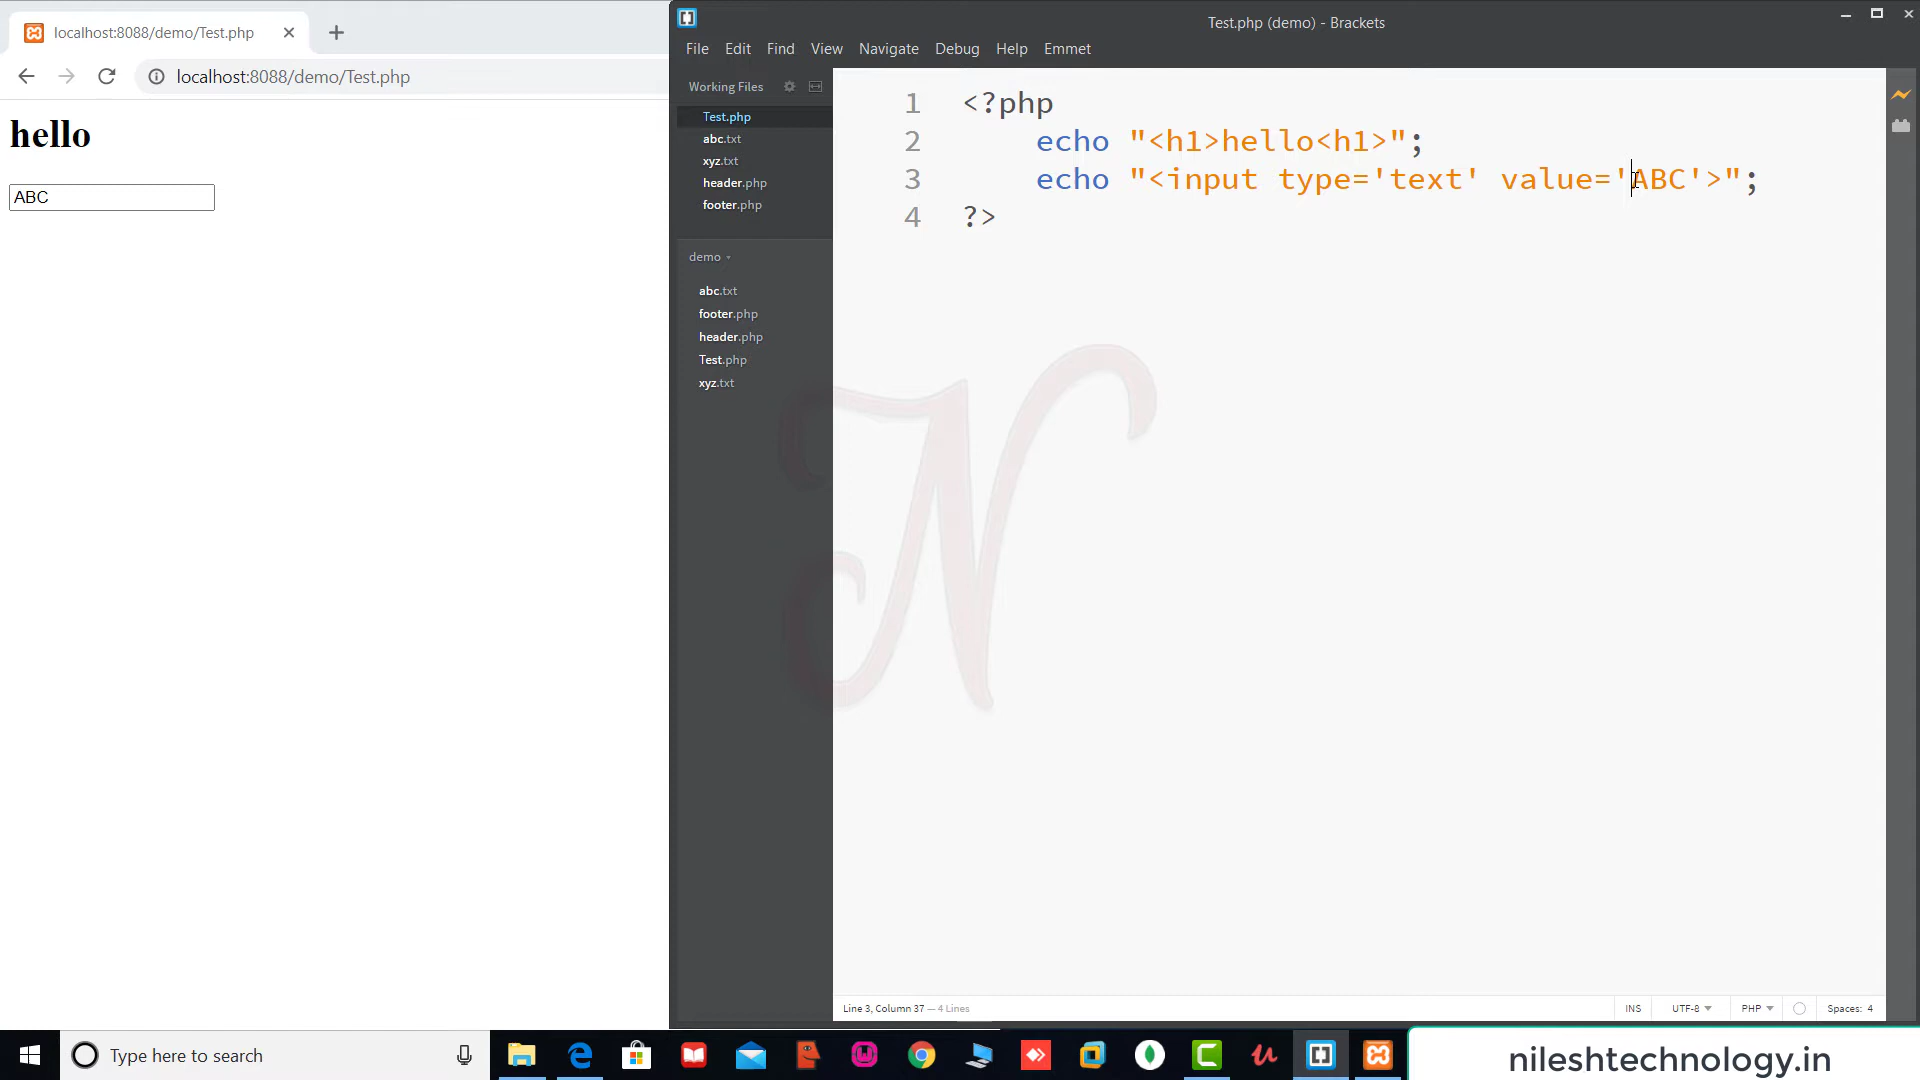 localhost:8088/demo/Test.php
localhost:8088/demo/Test.php
hello
ABC
Test.php (demo) - Brackets
File Edit Find View Navigate Debug Help Emmet
Working Files
Test.php
abc.txt
xyz.txt
header.php
footer.php
demo
abc.txt
footer.php
header.php
Test.php
xyz.txt
1 <?php
2 echo "<h1>hello<h1>";
3 echo "<input type='text' value='ABC'>";
4 ?>
N
Line 3, Column 37 — 4 Lines
INS UTF-8 PHP Spaces: 4
Type here to search
nileshtechnology.in